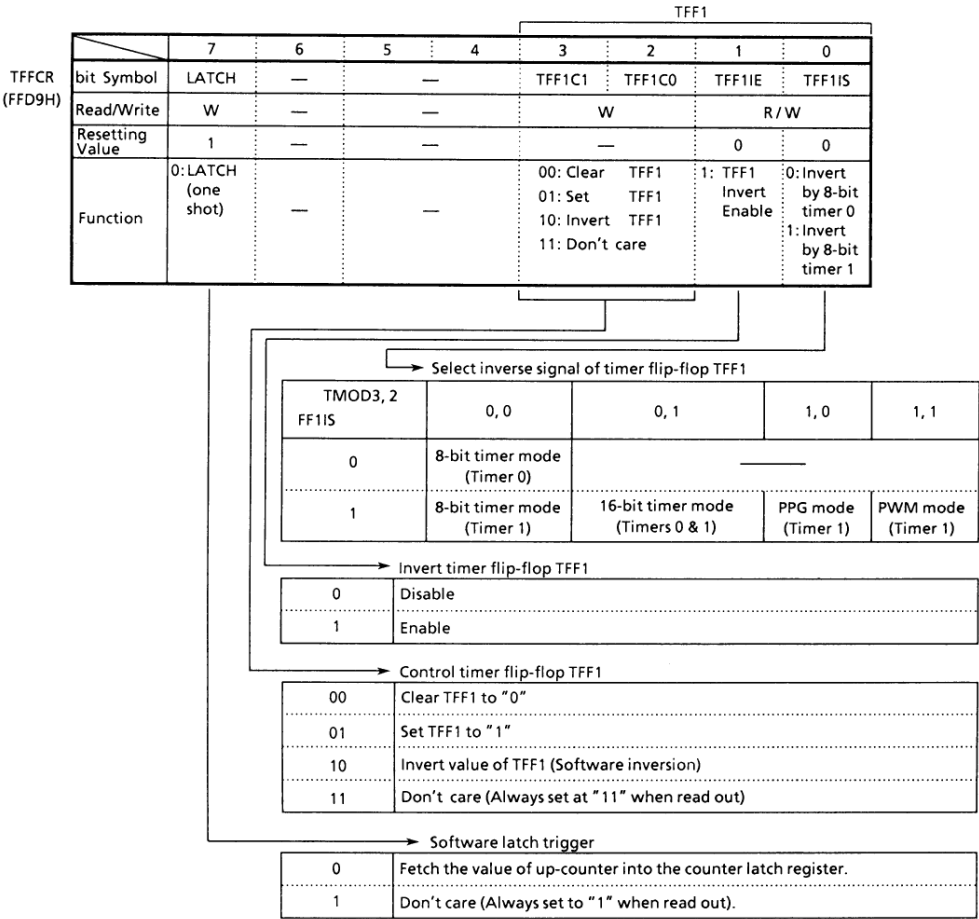 TFF1
7 6 5 4 3 2 1 0
TFFCR
(FFD9H)
bit Symbol LATCH — — TFF1C1 TFF1C0 TFF1IE TFF1IS
Read/Write W — — W R/W
Resetting
Value 1 — — — 0 0
Function
0: LATCH
(one
shot)
—
—
00: Clear TFF1
01: Set TFF1
10: Invert TFF1
11: Don't care
1: TFF1
Invert
Enable
0: Invert
by 8-bit
timer 0
1: Invert
by 8-bit
timer 1
Select inverse signal of timer flip-flop TFF1
TMOD3, 2
FF1IS
0, 0 0, 1 1, 0 1, 1
0
8-bit timer mode
(Timer 0)
—
1
8-bit timer mode
(Timer 1)
16-bit timer mode
(Timers 0 & 1)
PPG mode
(Timer 1)
PWM mode
(Timer 1)
Invert timer flip-flop TFF1
0 Disable
1 Enable
Control timer flip-flop TFF1
00 Clear TFF1 to "0"
01 Set TFF1 to "1"
10 Invert value of TFF1 (Software inversion)
11 Don't care (Always set at "11" when read out)
Software latch trigger
0 Fetch the value of up-counter into the counter latch register.
1 Don't care (Always set to "1" when read out).